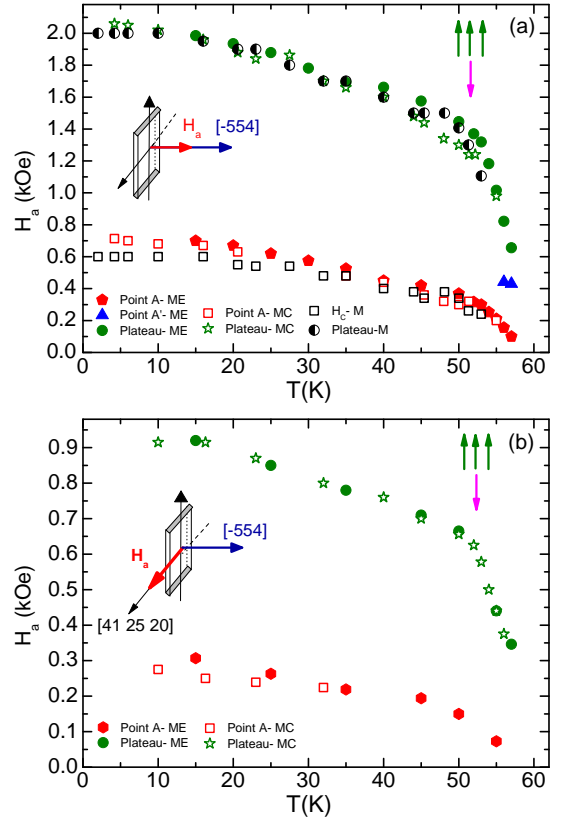 (a)
2.0
1.8
1.6
1.4
1.2
1.0
0.8
0.6
0.4
0.2
0.0
H_a (kOe)
H_a
[-554]
Point A- ME
Point A'- ME
Plateau- ME
Point A- MC
Plateau- MC
H_C- M
Plateau-M
0 10 20 30 40 50 60
T(K)
(b)
0.9
0.8
0.7
0.6
0.5
0.4
0.3
0.2
0.1
0.0
H_a (kOe)
[-554]
H_a
[41 25 20]
Point A- ME
Plateau- ME
Point A- MC
Plateau- MC
0 10 20 30 40 50 60
T(K)